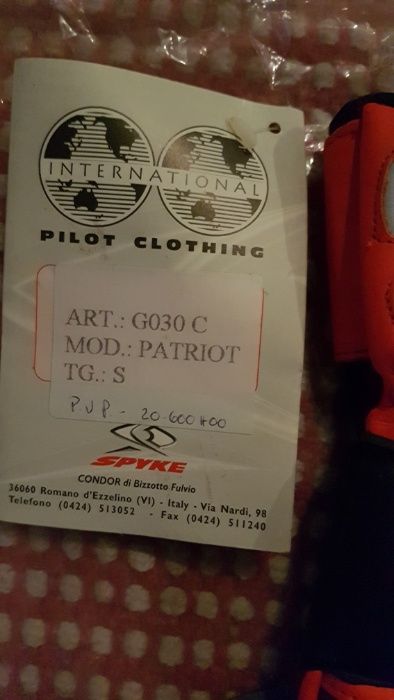 INTERNATIONAL
PILOT CLOTHING
ART.: G030 C
MOD.: PATRIOT
TG.: S
P.V.P - 20.600#00
SPYKE
CONDOR di Bizzotto Fulvio
36060 Romano d'Ezzelino (VI) - Italy - Via Nardi, 98
Telefono (0424) 513052 - Fax (0424) 511240